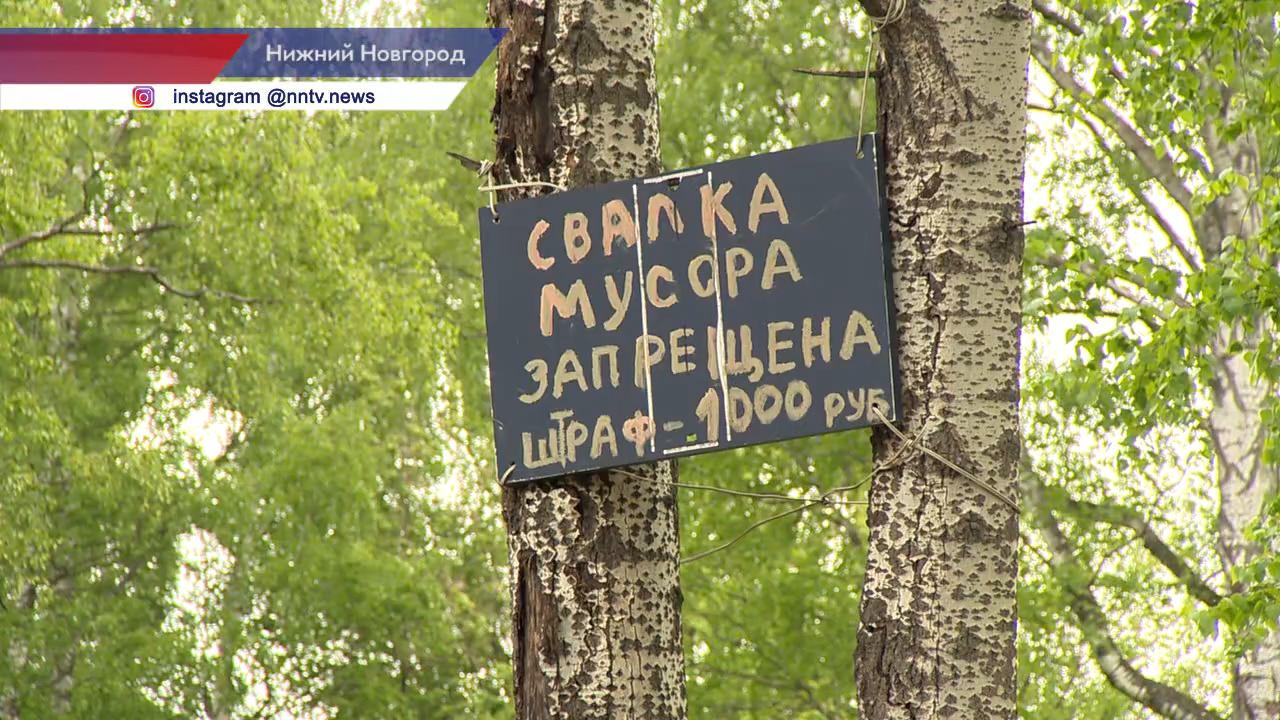 Нижний Новгород
instagram @nntv.news
СВАЛКА
МУСОРА
ЗАПРЕЩЕНА
ШТРАФ - 1000 РУБ